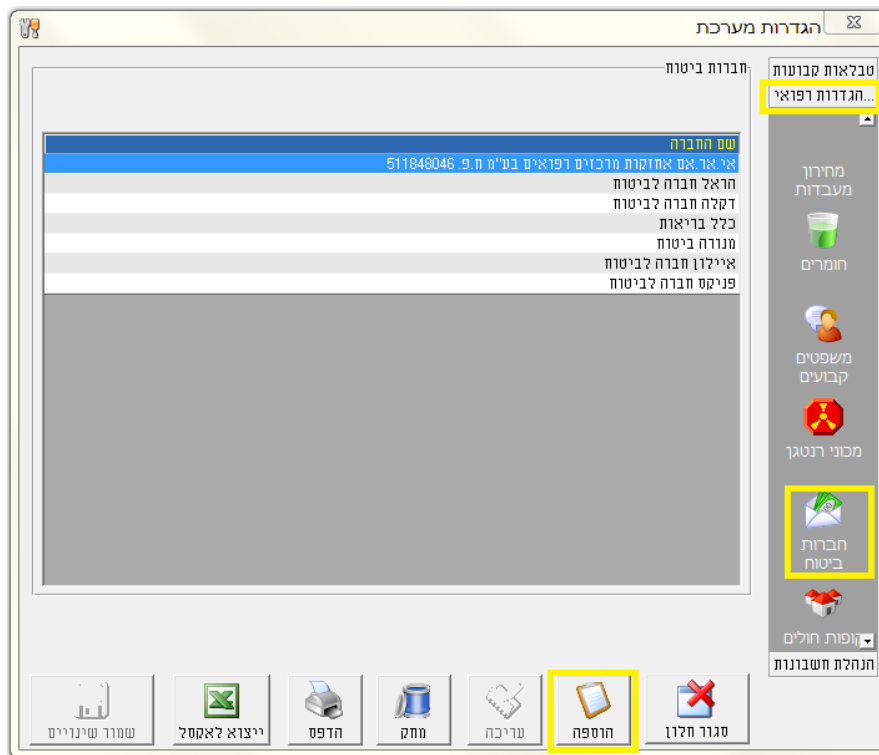 הגדרות מערכת
טבלאות קבועות
הגדרות רפואי...
מחירון
מעבדות
חומרים
משפטים
קבועים
מכוני רנטגן
חברות
ביטוח
קופות חולים
הנהלת חשבונות
חברות ביטוח
שם החברה
אי.אר.אם אחזקות מרכזים רפואים בע"מ ח.פ. 511848046
הראל חברה לביטוח
דקלה חברה לביטוח
כלל בריאות
מנורה ביטוח
איילון חברה לביטוח
פניקס חברה לביטוח
סגור חלון
הוספה
עריכה
מחק
הדפס
ייצוא לאקסל
שמור שינויים